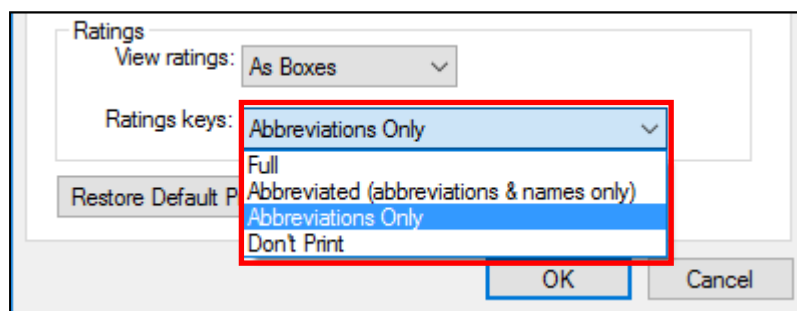 Ratings
View ratings: As Boxes
Ratings keys: Abbreviations Only
Full
Restore Default P Abbreviated (abbreviations & names only)
Abbreviations Only
Don't Print
OK Cancel